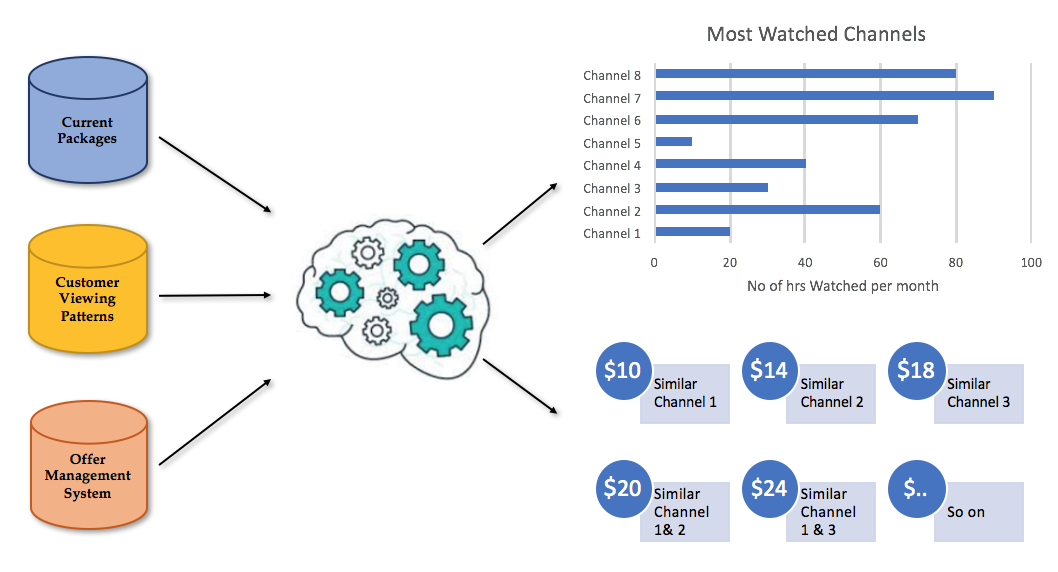 Current
Packages
Customer
Viewing
Patterns
Offer
Management
System
Most Watched Channels
Channel 8
Channel 7
Channel 6
Channel 5
Channel 4
Channel 3
Channel 2
Channel 1
0 20 40 60 80 100
No of hrs Watched per month
$10
Similar
Channel 1
$14
Similar
Channel 2
$18
Similar
Channel 3
$20
Similar
Channel
1& 2
$24
Similar
Channel
1 & 3
$..
So on